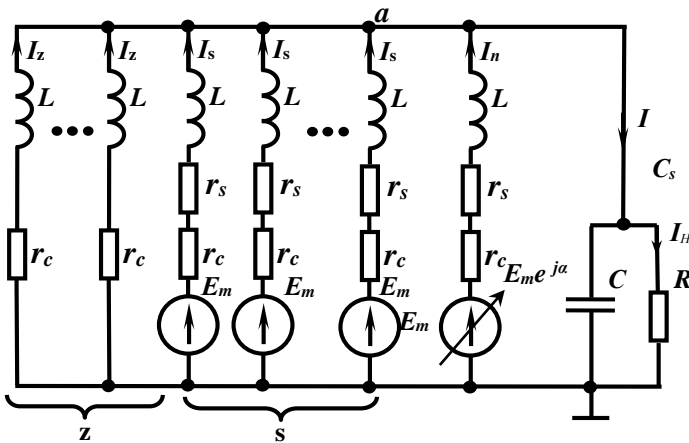 a
I_z I_z I_s I_s I_s I_n
L L L L L L I
C_s
r_s r_s r_s r_s
I_H
r_c r_c r_c r_c r_c r_c
E_m E_m E_m E_m e^{jα} C R
E_m
z s